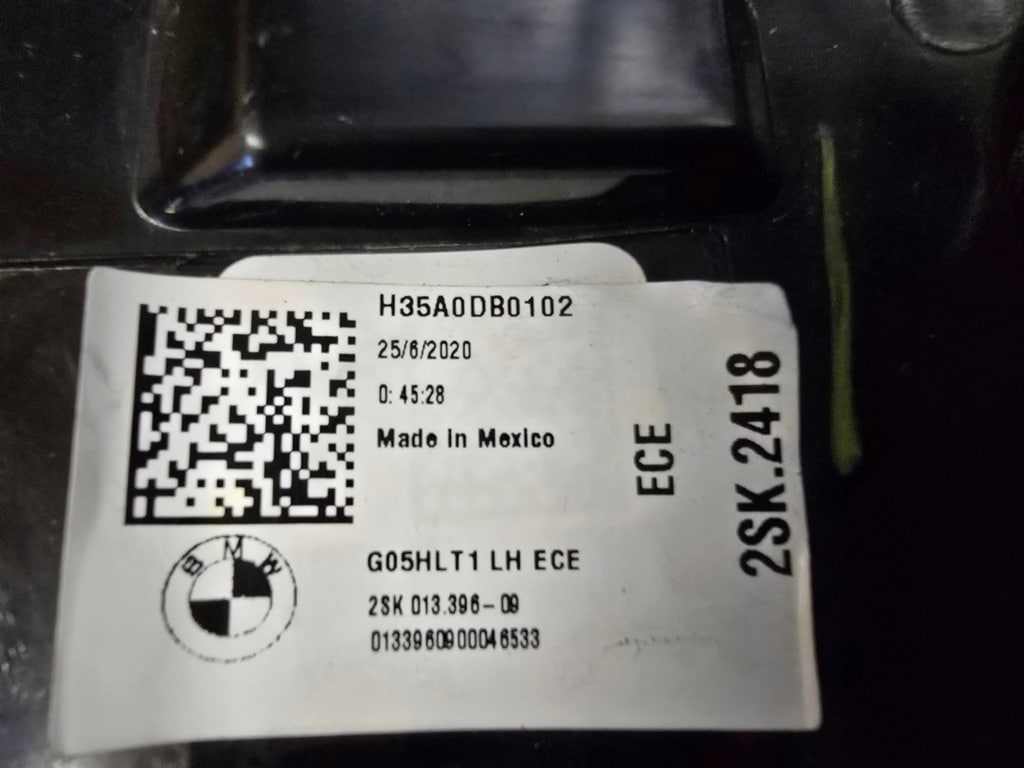 H35A0DB0102
25/6/2020
0: 45:28
Made in Mexico
ECE
2SK.2418
BMW
G05HLT1 LH ECE
2SK 013.396-09
0133960900046533